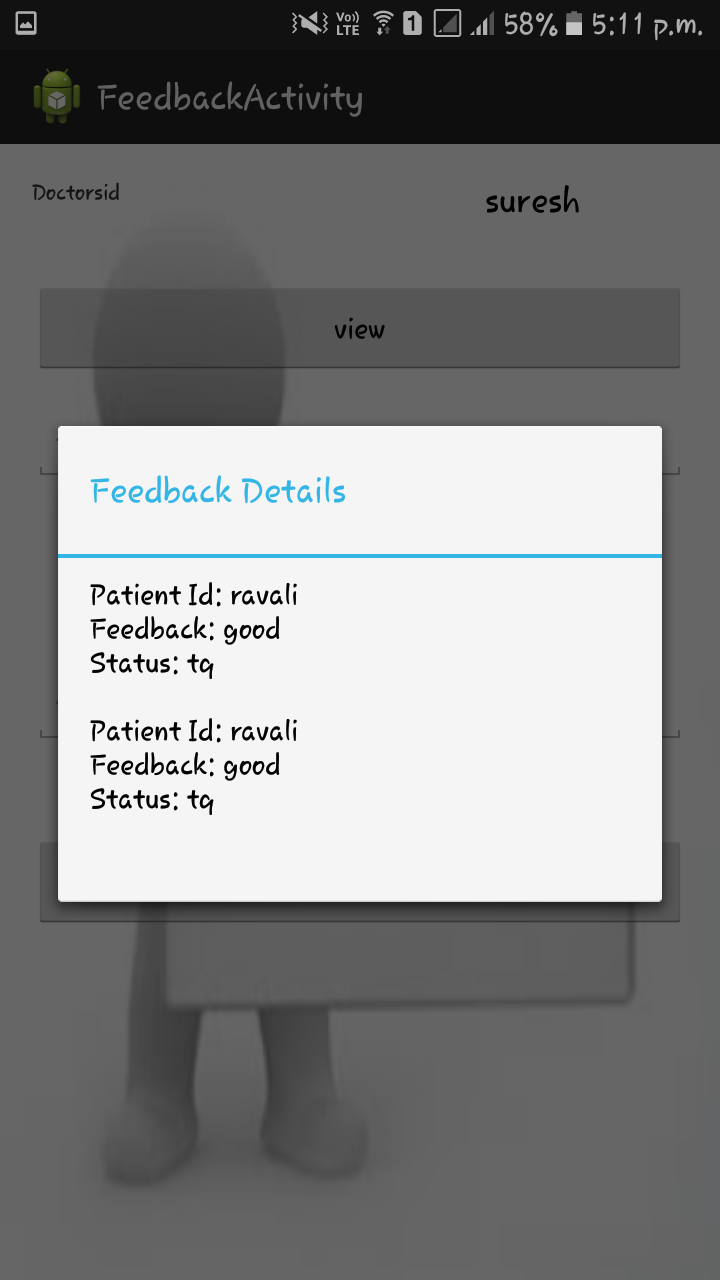 Vo)) LTE 1 58% 5:11 p.m.
FeedbackActivity
Doctorsid
suresh
view
Feedback Details
Patient Id: ravali
Feedback: good
Status: tq
Patient Id: ravali
Feedback: good
Status: tq